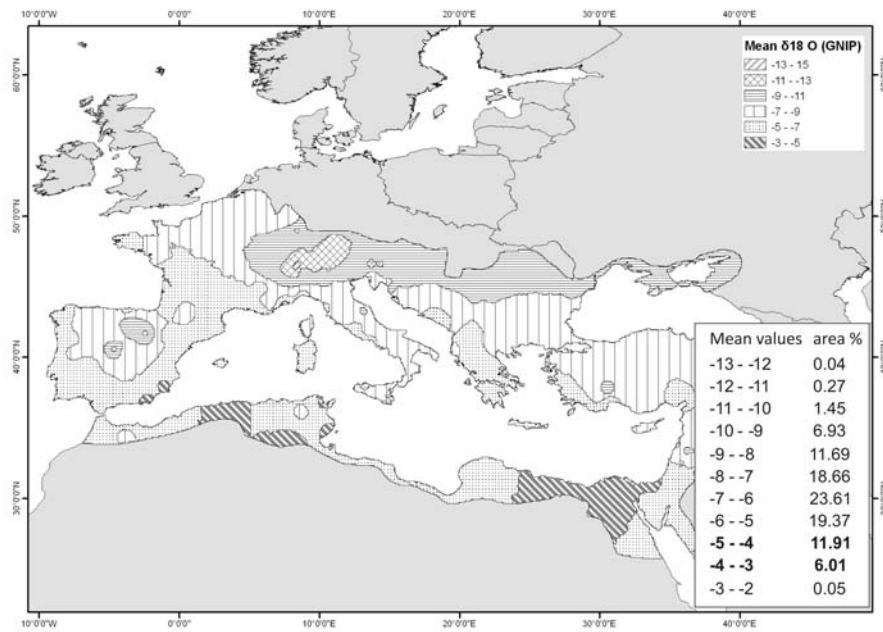 10°0'0"W 0°0'0" 10°0'0"E 20°0'0"E 30°0'0"E 40°0'0"E
60°0'0"N
50°0'0"N
40°0'0"N
30°0'0"N
Mean δ18 O (GNIP)
-13 - 15
-11 - -13
-9 - -11
-7 - -9
-5 - -7
-3 - -5
Mean values area %
-13 - -12 0.04
-12 - -11 0.27
-11 - -10 1.45
-10 - -9 6.93
-9 - -8 11.69
-8 - -7 18.66
-7 - -6 23.61
-6 - -5 19.37
-5 - -4 11.91
-4 - -3 6.01
-3 - -2 0.05
10°0'0"W 0°0'0" 10°0'0"E 20°0'0"E 30°0'0"E 40°0'0"E